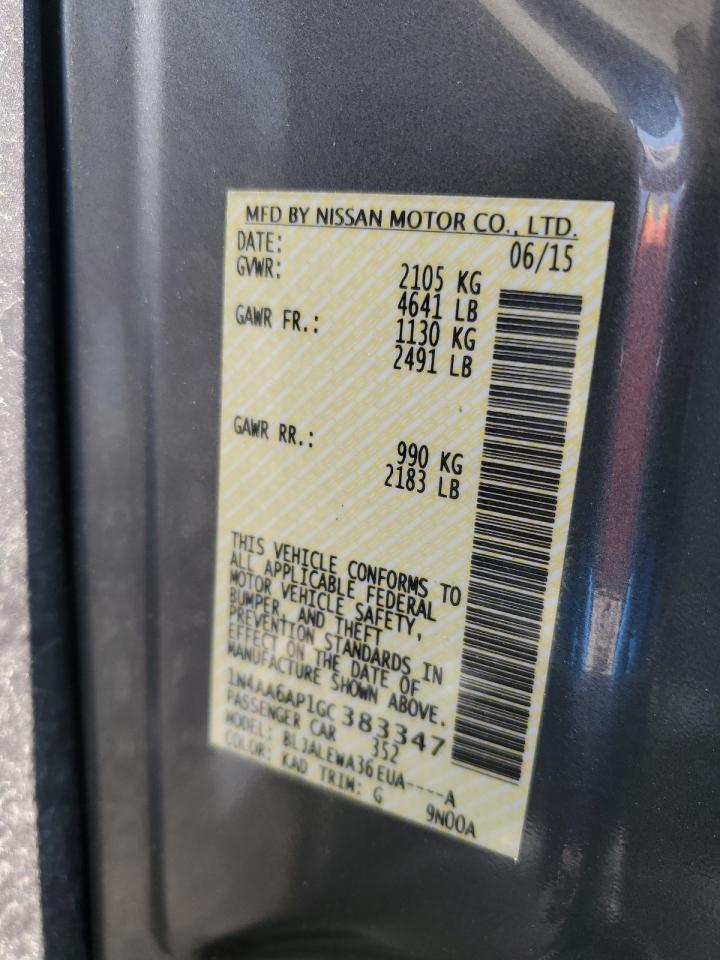 MFD BY NISSAN MOTOR CO., LTD.
DATE: 06/15
GVWR: 2105 KG
4641 LB
GAWR FR.: 1130 KG
2491 LB
GAWR RR.: 990 KG
2183 LB
THIS VEHICLE CONFORMS TO
ALL APPLICABLE FEDERAL
MOTOR VEHICLE SAFETY,
BUMPER, AND THEFT
PREVENTION STANDARDS IN
EFFECT ON THE DATE OF
MANUFACTURE SHOWN ABOVE.
1N4AA6AP1GC383347
PASSENGER CAR 352
MODEL: BLJALEWA36EUA----A
COLOR: KAD TRIM: G 9N00A